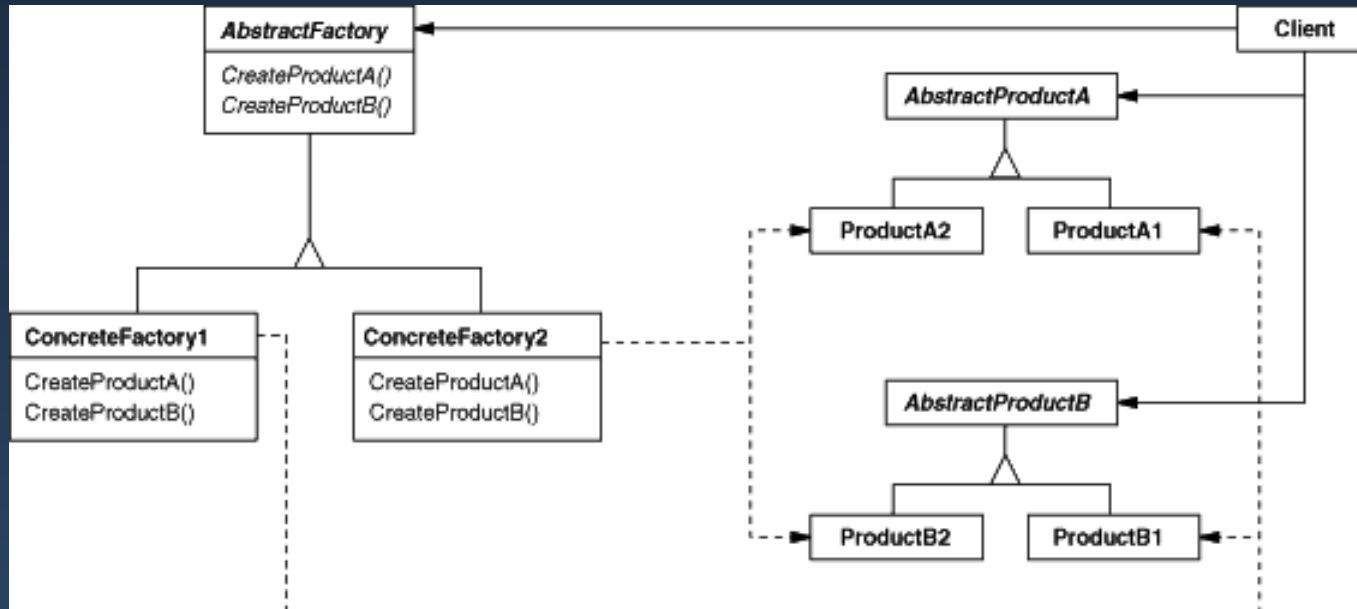 AbstractFactory
CreateProductA()
CreateProductB()
Client
AbstractProductA
ProductA2
ProductA1
ConcreteFactory1
CreateProductA()
CreateProductB()
ConcreteFactory2
CreateProductA()
CreateProductB()
AbstractProductB
ProductB2
ProductB1